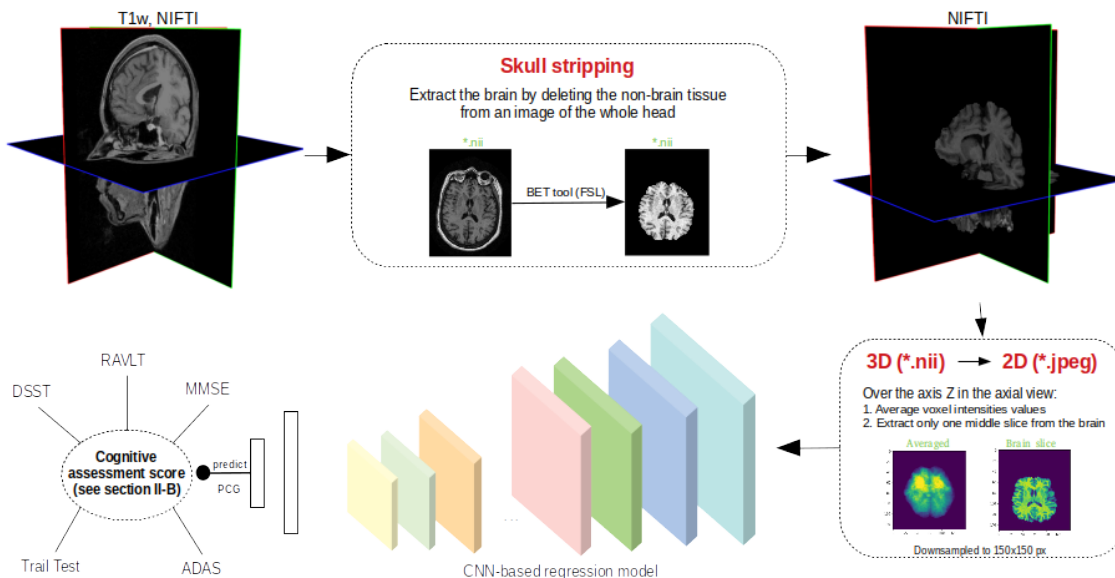 T1w, NIFTI
NIFTI
Skull stripping
Extract the brain by deleting the non-brain tissue
from an image of the whole head
*.nii
*.nii
BET tool (FSL)
3D (*.nii)
2D (*.jpeg)
Over the axis Z in the axial view:
1. Average voxel intensities values
2. Extract only one middle slice from the brain
Averaged
Brain slice
Downsampled to 150x150 px
RAVLT
DSST
MMSE
Cognitive
assessment score
(see section II-B)
predict
PCG
Trail Test
ADAS
...
CNN-based regression model